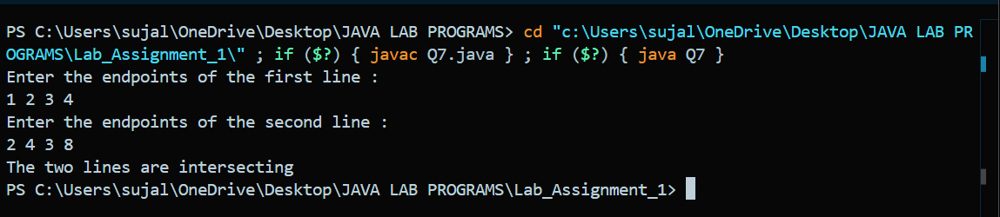 PS C:\Users\sujal\OneDrive\Desktop\JAVA LAB PROGRAMS> cd "c:\Users\sujal\OneDrive\Desktop\JAVA LAB PR
OGRAMS\Lab_Assignment_1\" ; if ($?) { javac Q7.java } ; if ($?) { java Q7 }
Enter the endpoints of the first line :
1 2 3 4
Enter the endpoints of the second line :
2 4 3 8
The two lines are intersecting
PS C:\Users\sujal\OneDrive\Desktop\JAVA LAB PROGRAMS\Lab_Assignment_1>